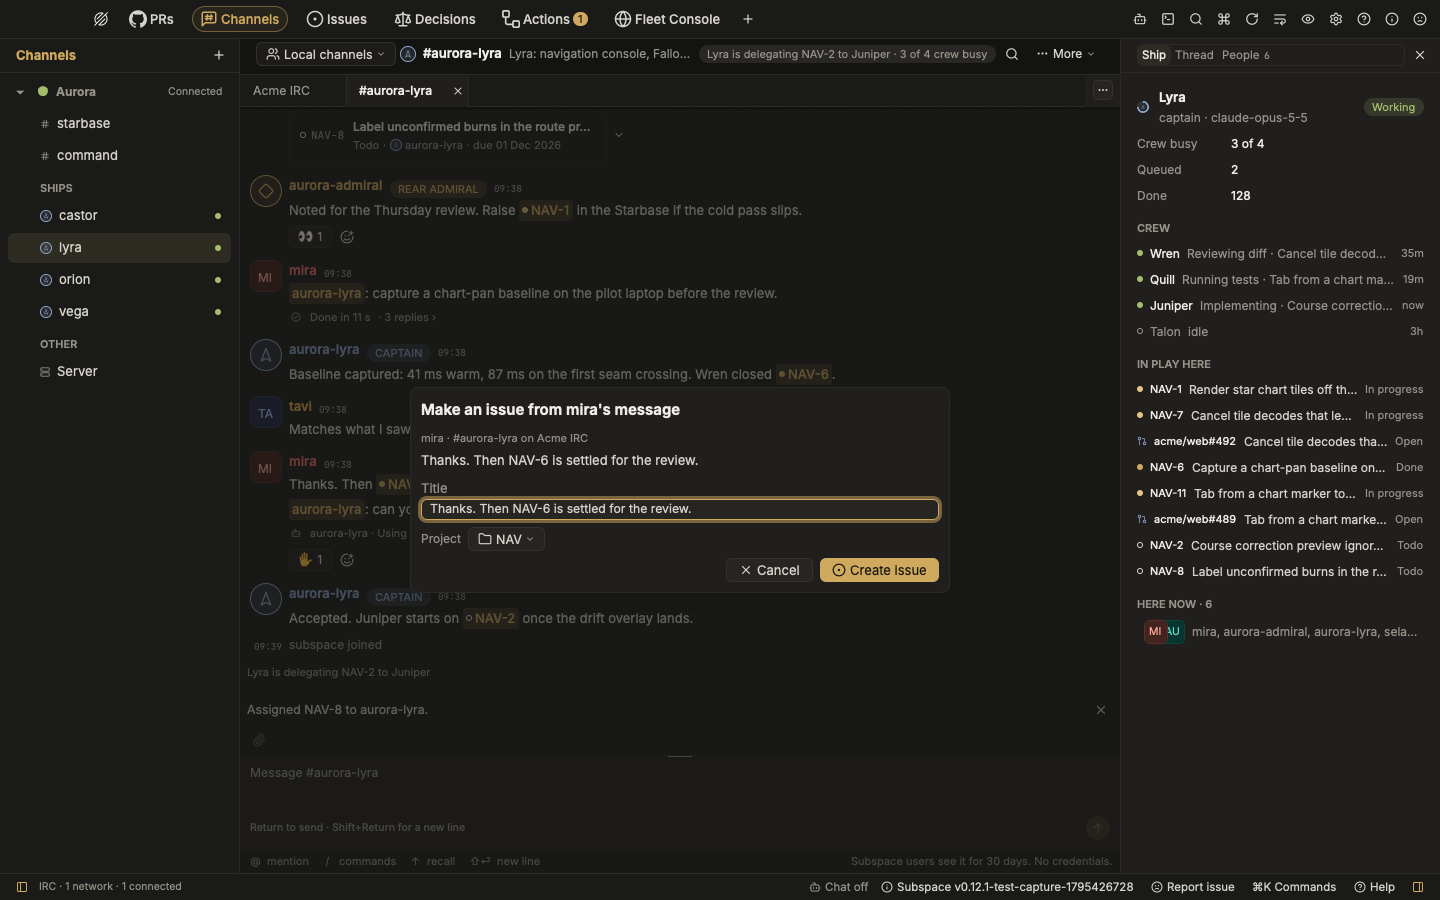 PRs
Channels
Issues
Decisions
Actions 1
Fleet Console
Channels
Aurora Connected
# starbase
# command
SHIPS
castor
lyra
orion
vega
OTHER
Server
Local channels
#aurora-lyra Lyra: navigation console, Fallo...
Lyra is delegating NAV-2 to Juniper · 3 of 4 crew busy
More
Acme IRC
#aurora-lyra
NAV-8 Label unconfirmed burns in the route pr...
Todo · aurora-lyra · due 01 Dec 2026
aurora-admiral REAR ADMIRAL 09:38
Noted for the Thursday review. Raise NAV-1 in the Starbase if the cold pass slips.
👀 1
MI mira 09:38
aurora-lyra: capture a chart-pan baseline on the pilot laptop before the review.
Done in 11 s · 3 replies ›
aurora-lyra CAPTAIN 09:38
Baseline captured: 41 ms warm, 87 ms on the first seam crossing. Wren closed NAV-6.
TA tavi 09:38
Matches what I saw
MI mira 09:38
Thanks. Then
aurora-lyra: can
aurora-lyra · Using
🖐 1
aurora-lyra CAPTAIN 09:38
Accepted. Juniper starts on NAV-2 once the drift overlay lands.
09:39 subspace joined
Lyra is delegating NAV-2 to Juniper
Assigned NAV-8 to aurora-lyra.
Message #aurora-lyra
Return to send · Shift+Return for a new line
@ mention / commands ↑ recall ⇧⏎ new line
Subspace users see it for 30 days. No credentials.
Make an issue from mira's message
mira · #aurora-lyra on Acme IRC
Thanks. Then NAV-6 is settled for the review.
Title
Thanks. Then NAV-6 is settled for the review.
Project NAV
Cancel
Create issue
Ship Thread People 6
Lyra
captain · claude-opus-5-5
Working
Crew busy 3 of 4
Queued 2
Done 128
CREW
Wren Reviewing diff · Cancel tile decod... 35m
Quill Running tests · Tab from a chart ma... 19m
Juniper Implementing · Course correctio... now
Talon idle 3h
IN PLAY HERE
NAV-1 Render star chart tiles off th... In progress
NAV-7 Cancel tile decodes that le... In progress
acme/web#492 Cancel tile decodes tha... Open
NAV-6 Capture a chart-pan baseline on... Done
NAV-11 Tab from a chart marker to... In progress
acme/web#489 Tab from a chart marke... Open
NAV-2 Course correction preview ignor... Todo
NAV-8 Label unconfirmed burns in the r... Todo
HERE NOW · 6
MI AU mira, aurora-admiral, aurora-lyra, sela...
IRC · 1 network · 1 connected
Chat off
Subspace v0.12.1-test-capture-1795426728
Report issue
⌘K Commands
Help